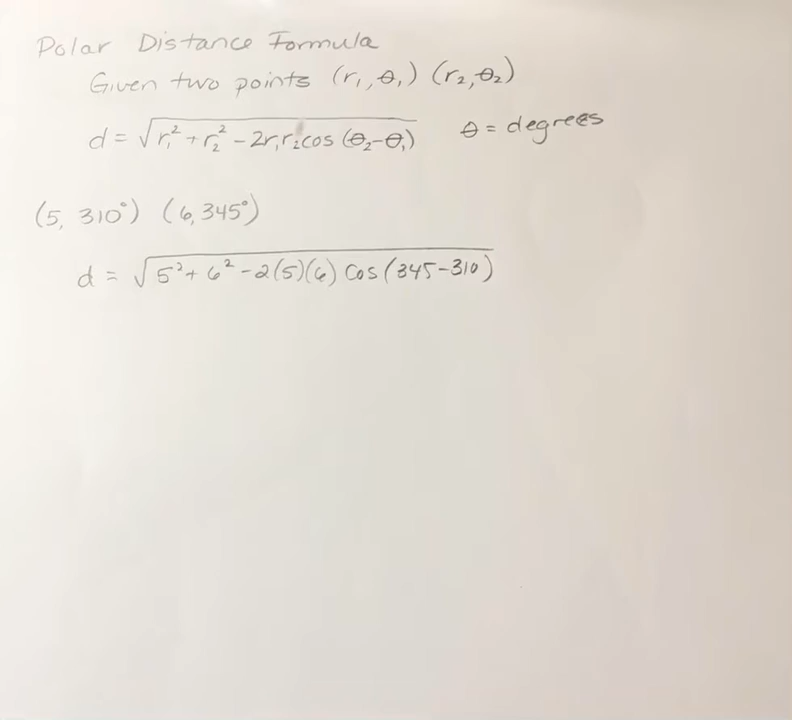 Polar Distance Formula
Given two points (r₁, θ₁) (r₂, θ₂)
d = √(r₁² + r₂² - 2r₁r₂cos (θ₂-θ₁)) θ = degrees
(5, 310°) (6, 345°)
d = √(5² + 6² - 2(5)(6) Cos (345-310))